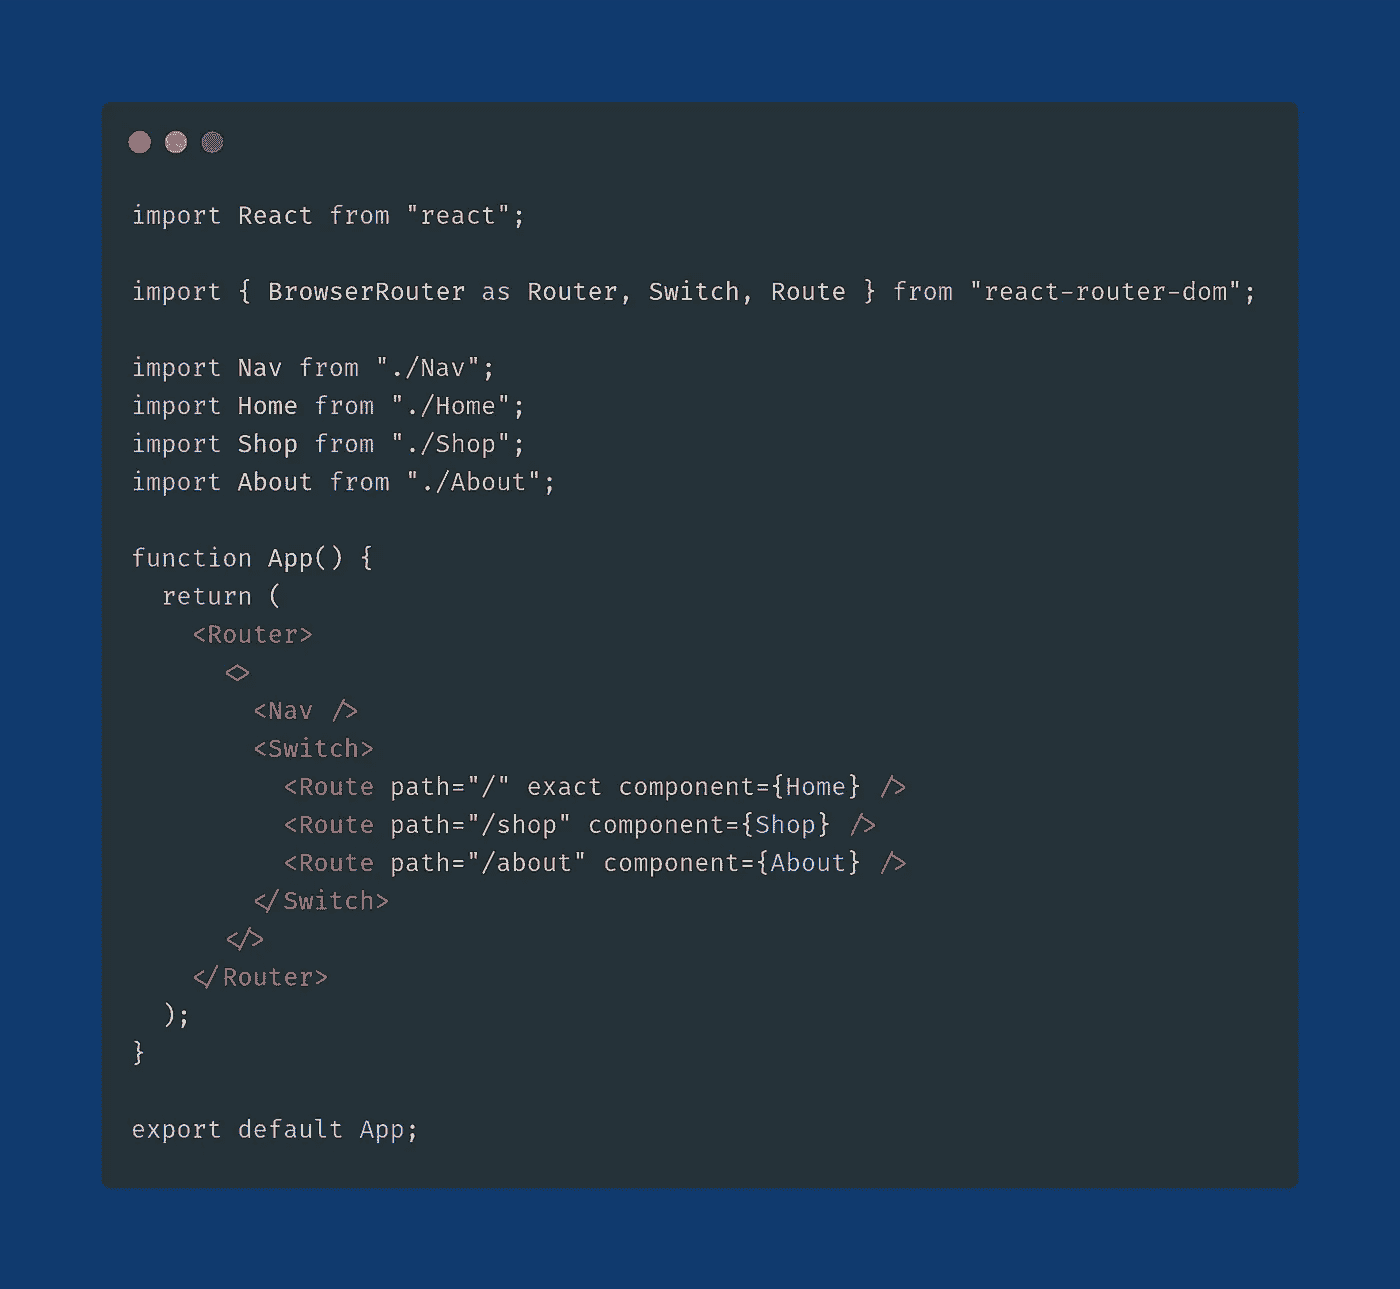 import React from "react";
import { BrowserRouter as Router, Switch, Route } from "react-router-dom";
import Nav from "./Nav";
import Home from "./Home";
import Shop from "./Shop";
import About from "./About";
function App() {
  return (
    <Router>
      <>
        <Nav />
        <Switch>
          <Route path="/" exact component={Home} />
          <Route path="/shop" component={Shop} />
          <Route path="/about" component={About} />
        </Switch>
      </>
    </Router>
  );
}
export default App;